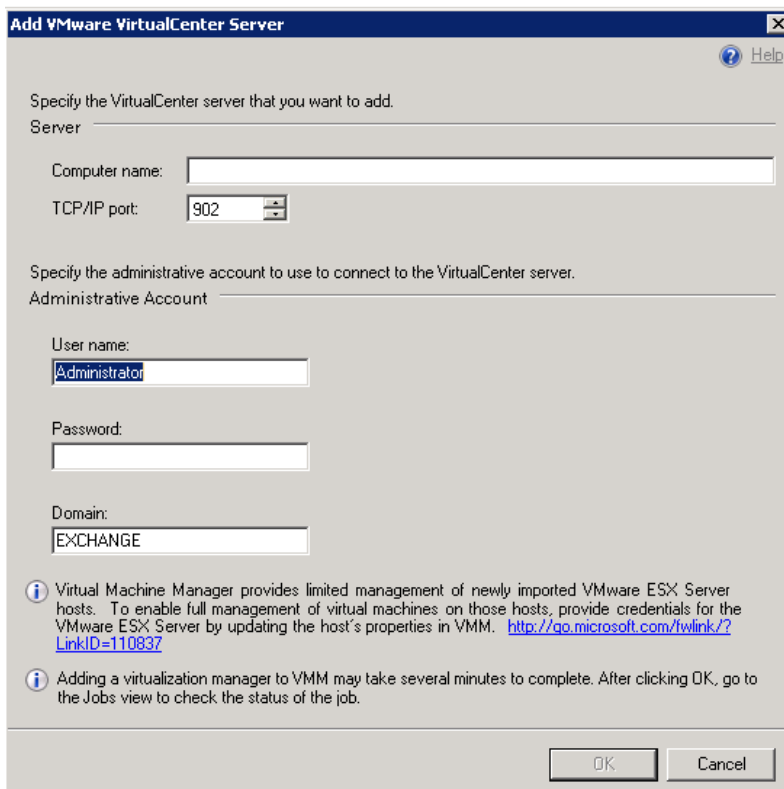 Add VMware VirtualCenter Server
Help
Specify the VirtualCenter server that you want to add.
Server
Computer name:
TCP/IP port: 902
Specify the administrative account to use to connect to the VirtualCenter server.
Administrative Account
User name:
Administrator
Password:
Domain:
EXCHANGE
Virtual Machine Manager provides limited management of newly imported VMware ESX Server
hosts. To enable full management of virtual machines on those hosts, provide credentials for the
VMware ESX Server by updating the host's properties in VMM. http://go.microsoft.com/fwlink/?
LinkID=110837
Adding a virtualization manager to VMM may take several minutes to complete. After clicking OK, go to
the Jobs view to check the status of the job.
OK Cancel